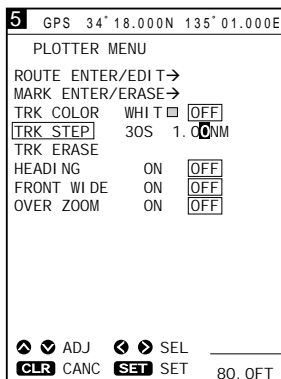 5 GPS 34°18.000N 135°01.000E
PLOTTER MENU
ROUTE ENTER/EDIT→
MARK ENTER/ERASE→
TRK COLOR WHIT OFF
TRK STEP 30S 1.00NM
TRK ERASE
HEADING ON OFF
FRONT WIDE ON OFF
OVER ZOOM ON OFF
ADJ SEL
CLR CANC SET SET 80.0FT